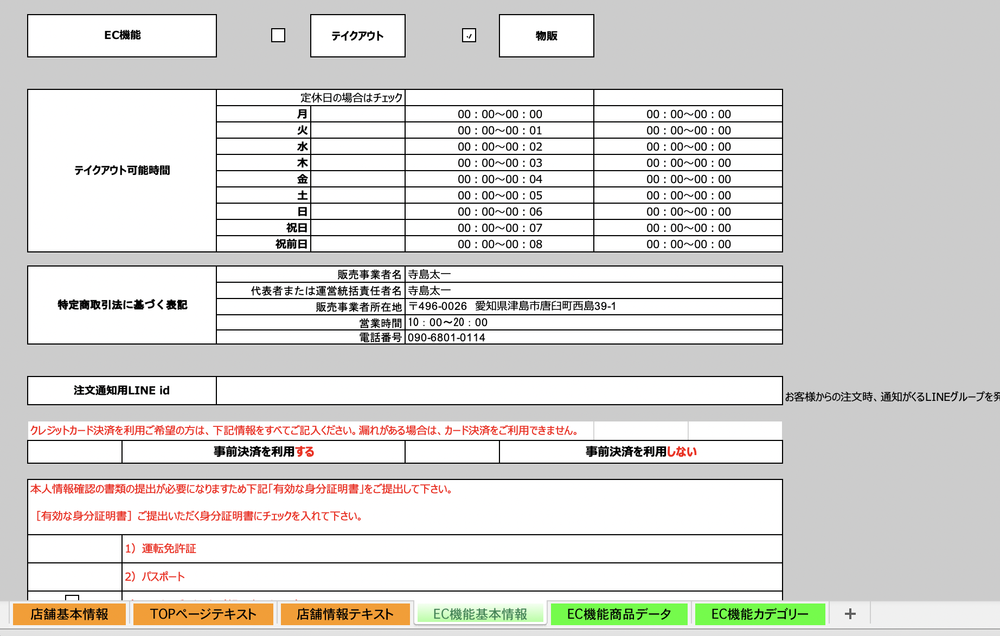 EC機能 テイクアウト 物販
定休日の場合はチェック
テイクアウト可能時間
月 00：00～00：00 00：00～00：00
火 00：00～00：01 00：00～00：00
水 00：00～00：02 00：00～00：00
木 00：00～00：03 00：00～00：00
金 00：00～00：04 00：00～00：00
土 00：00～00：05 00：00～00：00
日 00：00～00：06 00：00～00：00
祝日 00：00～00：07 00：00～00：00
祝前日 00：00～00：08 00：00～00：00
特定商取引法に基づく表記
販売事業者名 寺島太一
代表者または運営統括責任者名 寺島太一
販売事業者所在地 〒496-0026　愛知県津島市唐臼町西島39-1
営業時間 10：00～20：00
電話番号 090-6801-0114
注文通知用LINE id
お客様からの注文時、通知がくるLINEグループを発
クレジットカード決済を利用ご希望の方は、下記情報をすべてご記入ください。漏れがある場合は、カード決済をご利用できません。
事前決済を利用する 事前決済を利用しない
本人情報確認の書類の提出が必要になりますため下記「有効な身分証明書」をご提出して下さい。
［有効な身分証明書］ご提出いただく身分証明書にチェックを入れて下さい。
1）運転免許証
2）パスポート
店舗基本情報 TOPページテキスト 店舗情報テキスト EC機能基本情報 EC機能商品データ EC機能カテゴリー +